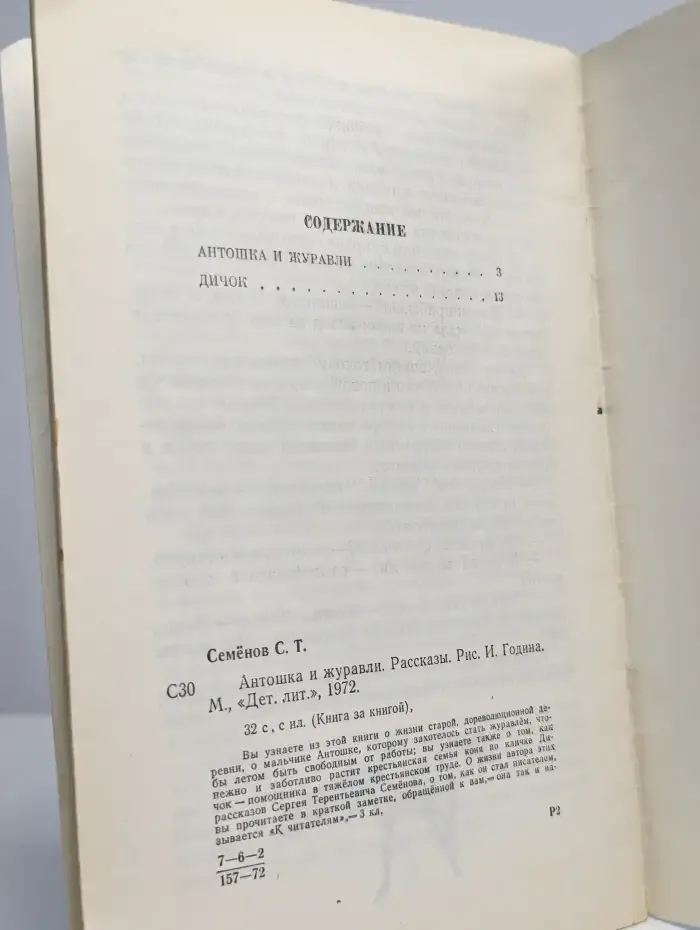 СОДЕРЖАНИЕ
АНТОШКА И ЖУРАВЛИ . . . . . . . . . . 3
ДИЧОК . . . . . . . . . . . . . . . . . . 13
Семёнов С. Т.
С30 Антошка и журавли. Рассказы. Рис. И. Година.
М., «Дет. лит.», 1972.
32 с., с ил. (Книга за книгой),
Вы узнаете из этой книги о жизни старой, дореволюционной де-
ревни, о мальчике Антошке, которому захотелось стать журавлём, что-
бы летом быть свободным от работы; вы узнаете также о том, как
нежно и заботливо растит крестьянская семья коня по кличке Ди-
чок — помощника в тяжёлом крестьянском труде. О жизни автора этих
рассказов Сергея Терентьевича Семёнова, о том, как он стал писателем,
вы прочитаете в краткой заметке, обращённой к вам,— она так и на-
зывается «К читателям».— 3 кл,
7—6—2
157—72
Р2